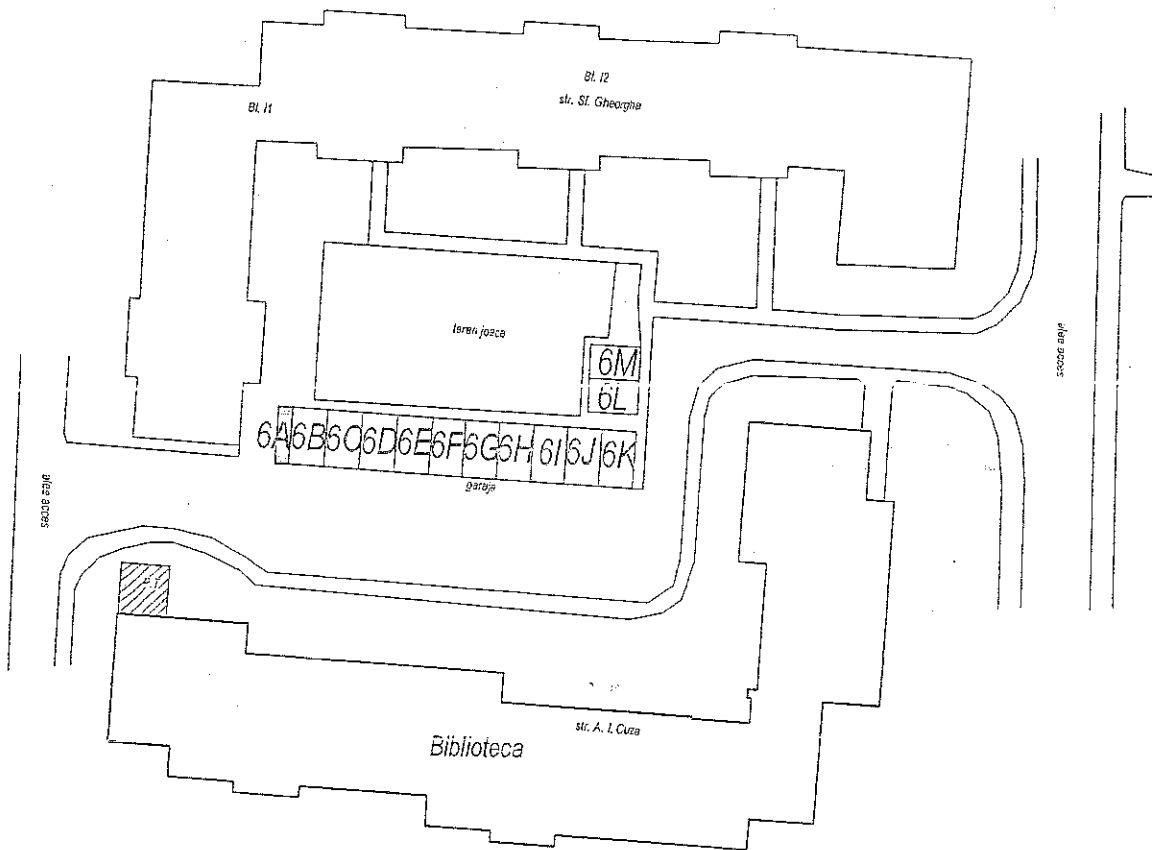 Bl. I2
str. Sf. Gheorghe
Bl. I1
teren joaca
alee acces
6M
6L
6A 6B 6C 6D 6E 6F 6G 6H 6I 6J 6K
garaje
alee acces
P.T.
str. A. I. Cuza
Biblioteca